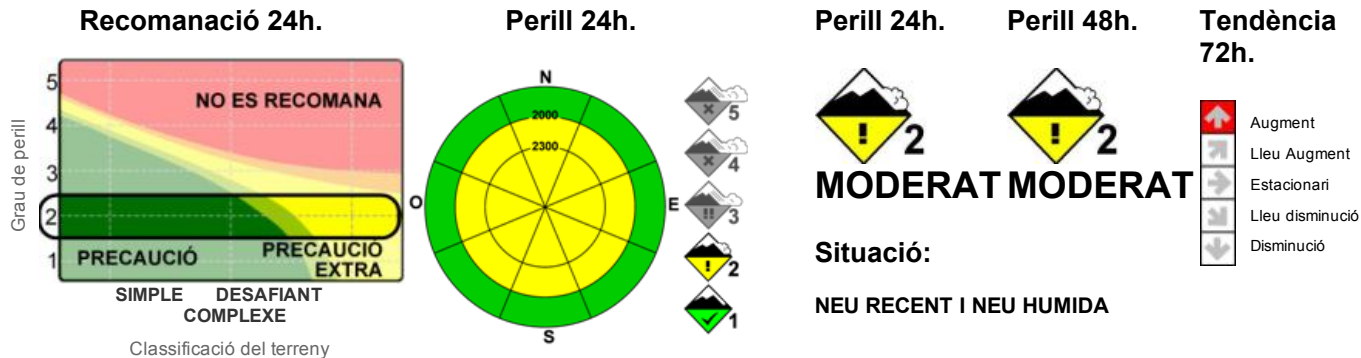 Recomanació 24h.
Grau de perill
5
4
3
2
1
NO ES RECOMANA
PRECAUCIÓ
PRECAUCIÓ
EXTRA
SIMPLE DESAFIANT
COMPLEXE
Classificació del terreny
Perill 24h.
N
2000
2300
O
E
S
5
4
!! 3
! 2
1
Perill 24h.
! 2
MODERAT
Perill 48h.
! 2
MODERAT
Situació:
NEU RECENT I NEU HUMIDA
Tendència
72h.
Augment
Lleu Augment
Estacionari
Lleu disminució
Disminució